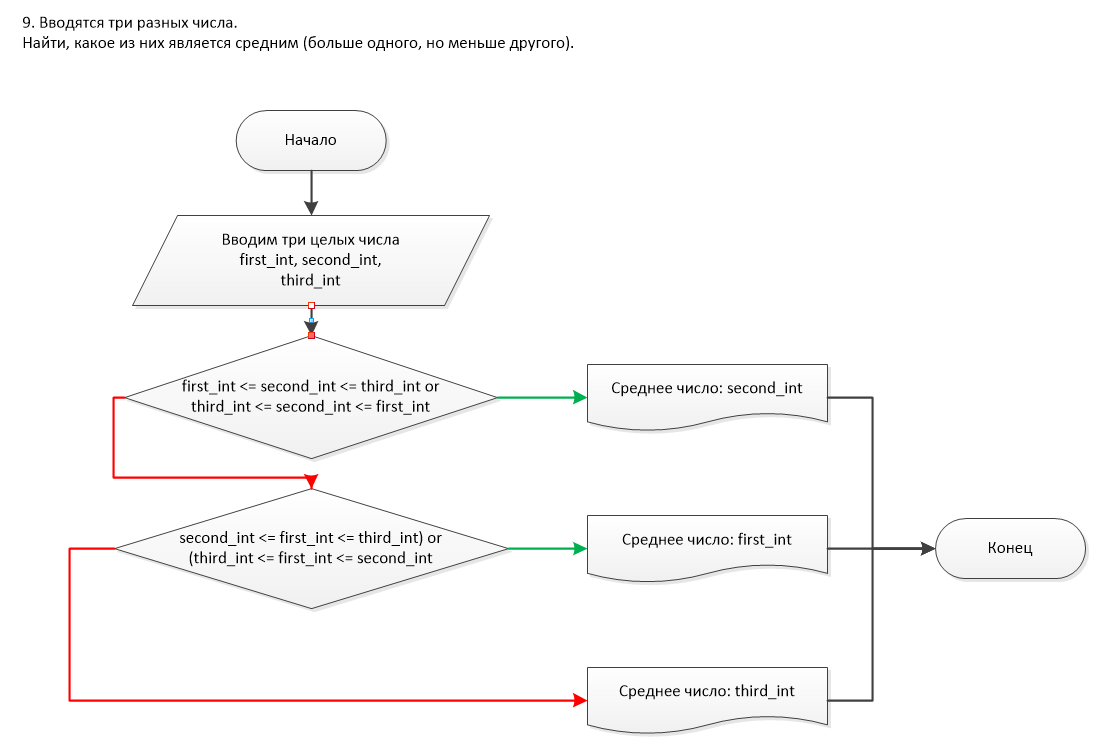 9. Вводятся три разных числа.
Найти, какое из них является средним (больше одного, но меньше другого).
Начало
Вводим три целых числа
first_int, second_int,
third_int
first_int <= second_int <= third_int or
third_int <= second_int <= first_int
Среднее число: second_int
second_int <= first_int <= third_int) or
(third_int <= first_int <= second_int
Среднее число: first_int
Конец
Среднее число: third_int